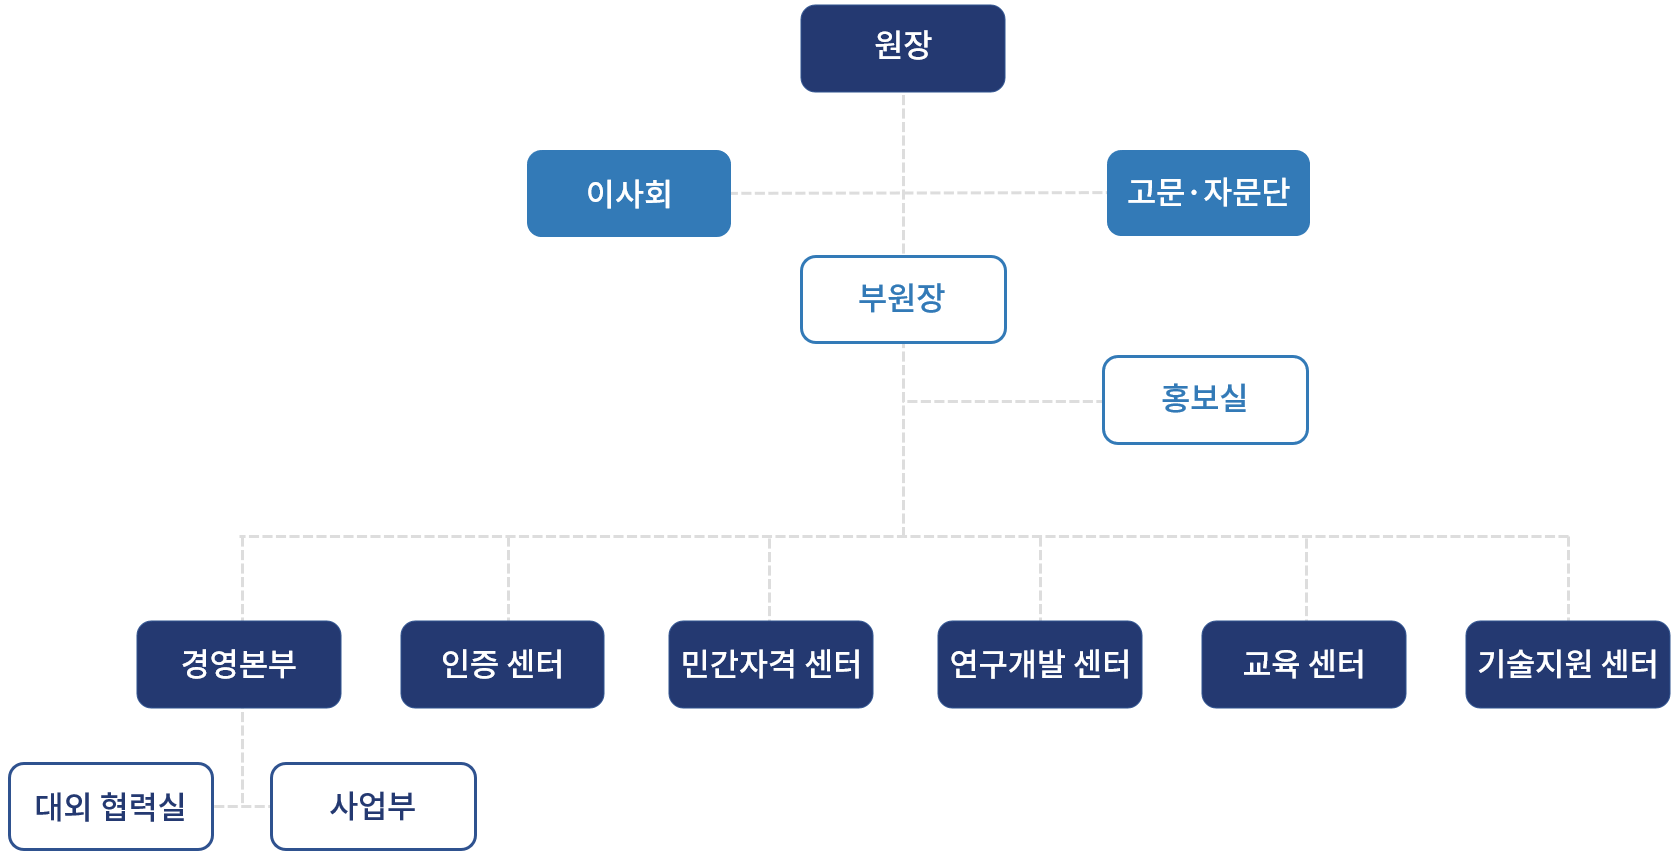 원장
이사회
고문·자문단
부원장
홍보실
경영본부
인증 센터
민간자격 센터
연구개발 센터
교육 센터
기술지원 센터
대외 협력실
사업부